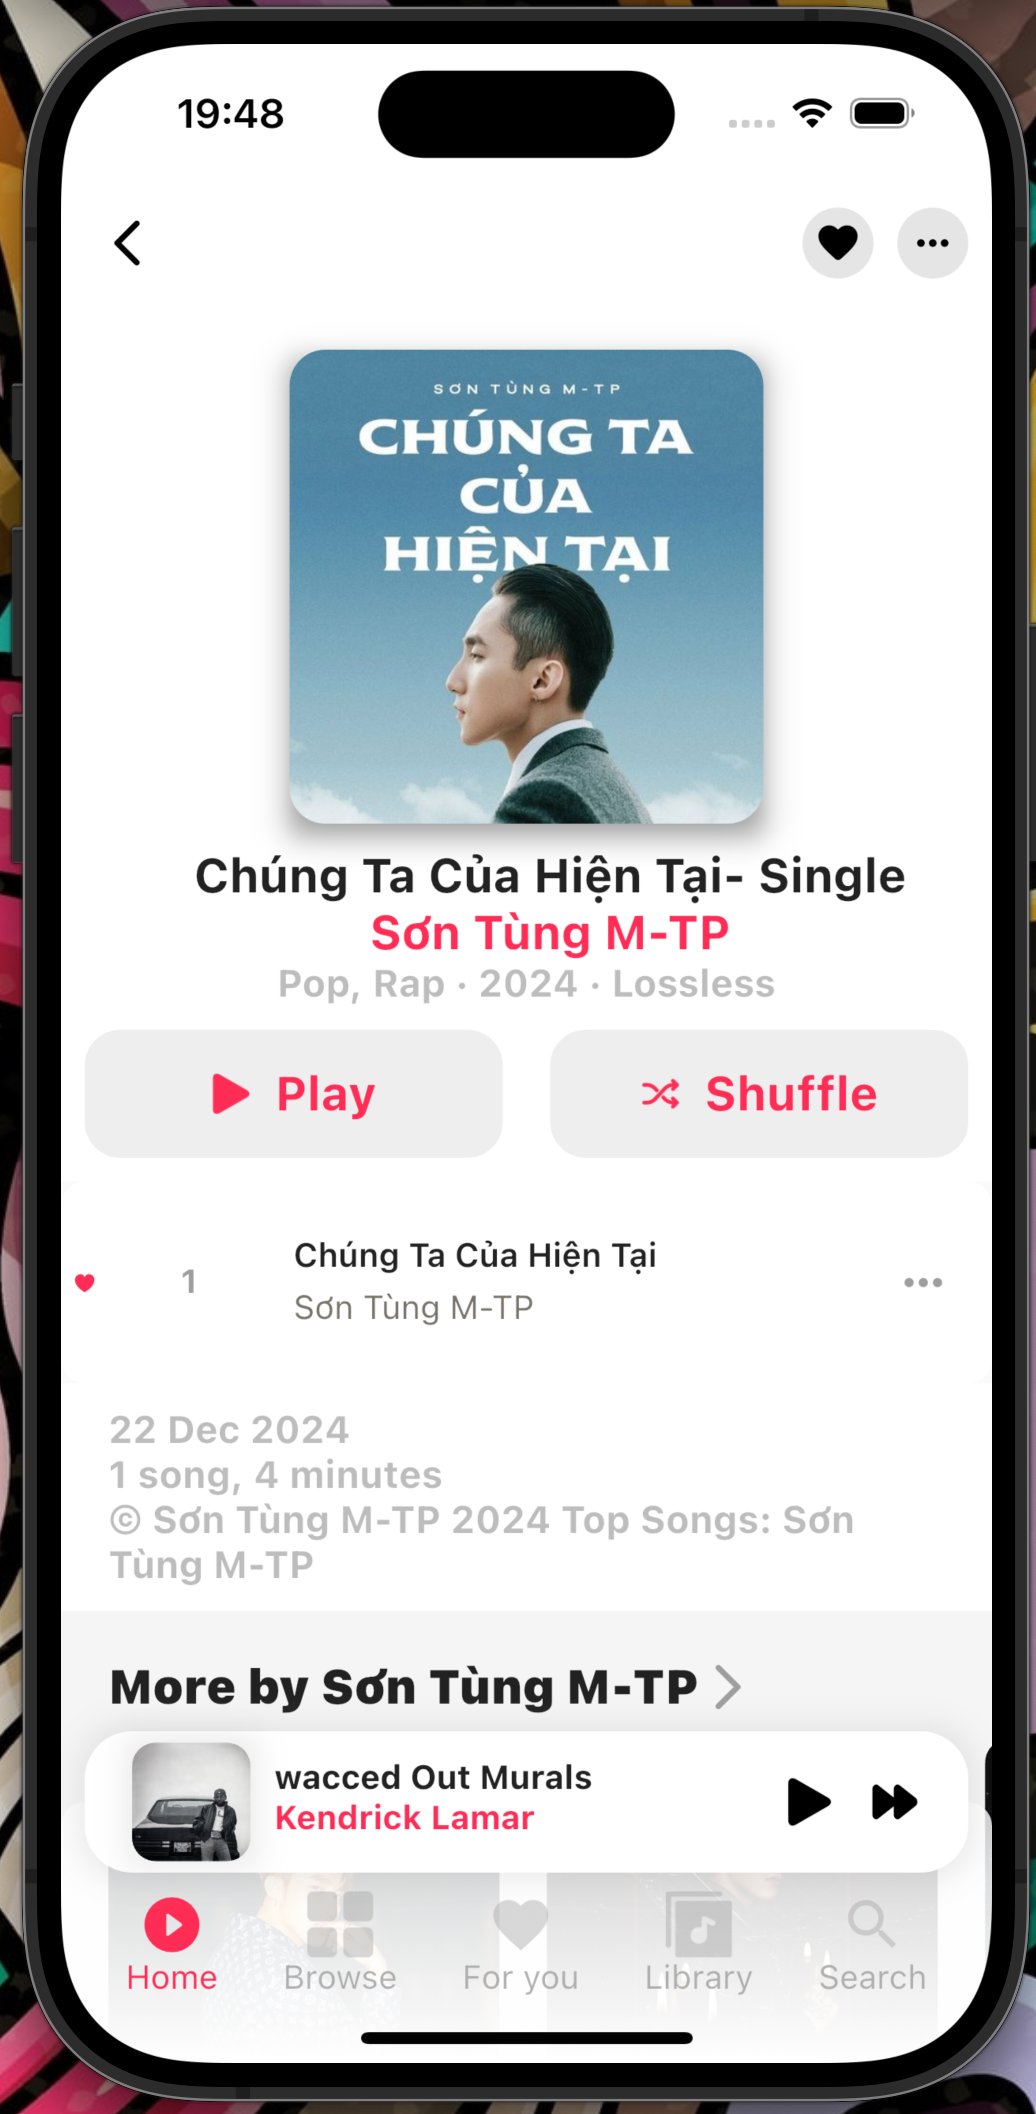 19:48
SƠN TÙNG M-TP
CHÚNG TA
CỦA
HIỆN TẠI
Chúng Ta Của Hiện Tại- Single
Sơn Tùng M-TP
Pop, Rap · 2024 · Lossless
Play
Shuffle
1
Chúng Ta Của Hiện Tại
Sơn Tùng M-TP
22 Dec 2024
1 song, 4 minutes
© Sơn Tùng M-TP 2024 Top Songs: Sơn
Tùng M-TP
More by Sơn Tùng M-TP
wacced Out Murals
Kendrick Lamar
Home
Browse
For you
Library
Search